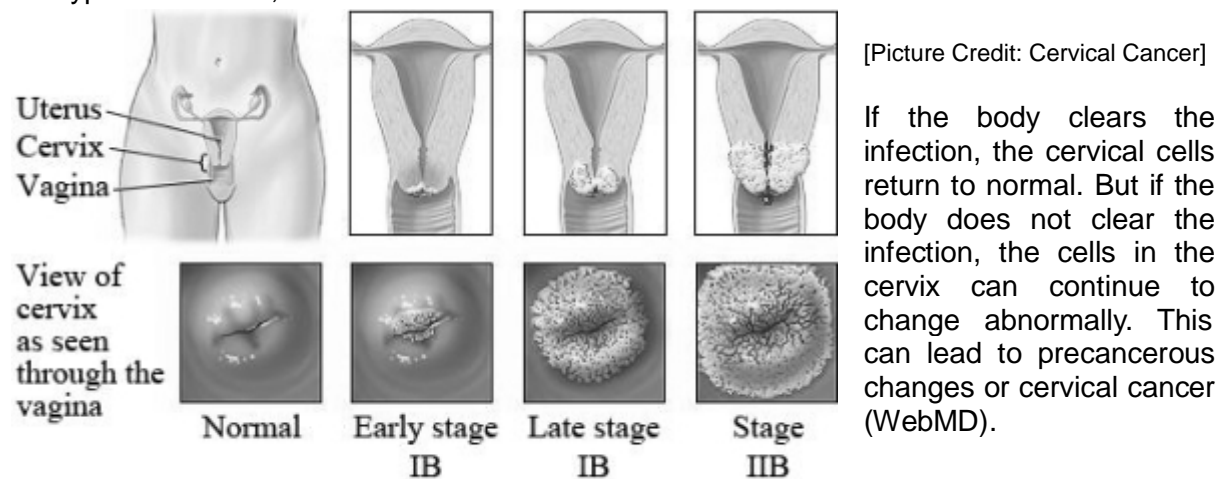 Uterus
Cervix
Vagina
[Picture Credit: Cervical Cancer]
If the body clears the
infection, the cervical cells
return to normal. But if the
body does not clear the
infection, the cells in the
cervix can continue to
change abnormally. This
can lead to precancerous
changes or cervical cancer
(WebMD).
View of
cervix
as seen
through the
vagina
Normal
Early stage
IB
Late stage
IB
Stage
IIB